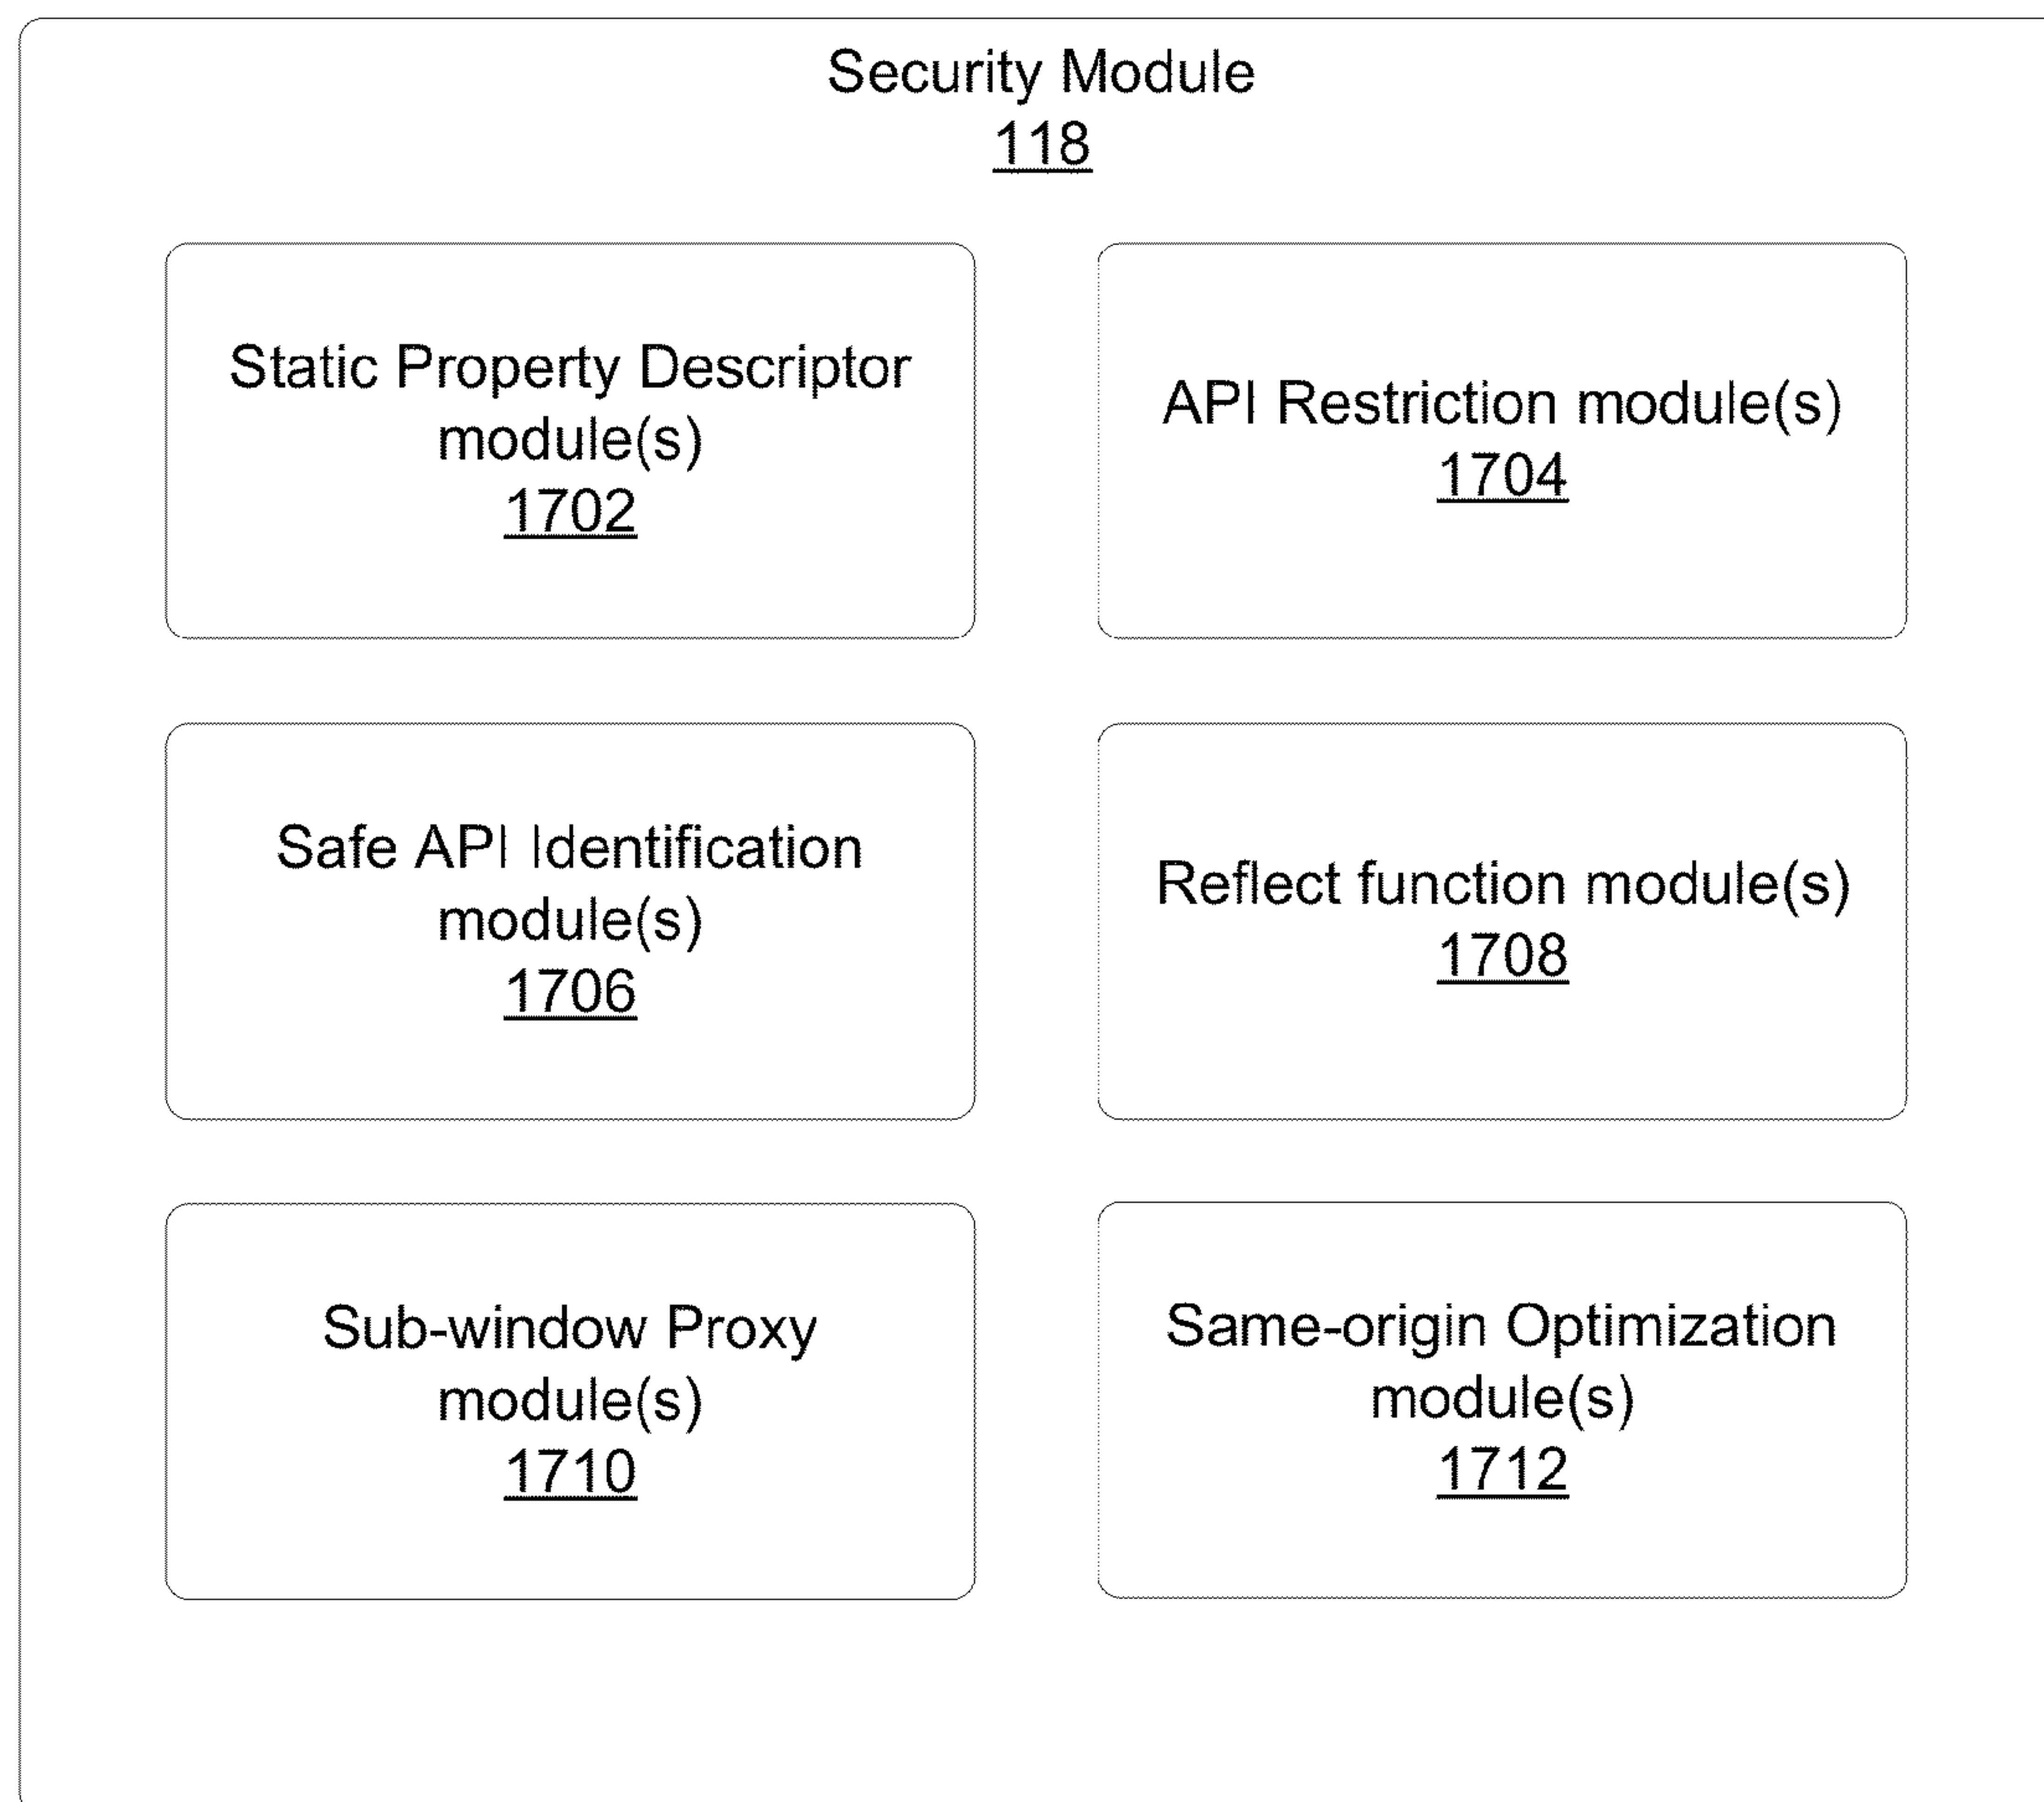 Security Module
118
Static Property Descriptor
module(s)
1702
API Restriction module(s)
1704
Safe API Identification
module(s)
1706
Reflect function module(s)
1708
Sub-window Proxy
module(s)
1710
Same-origin Optimization
module(s)
1712